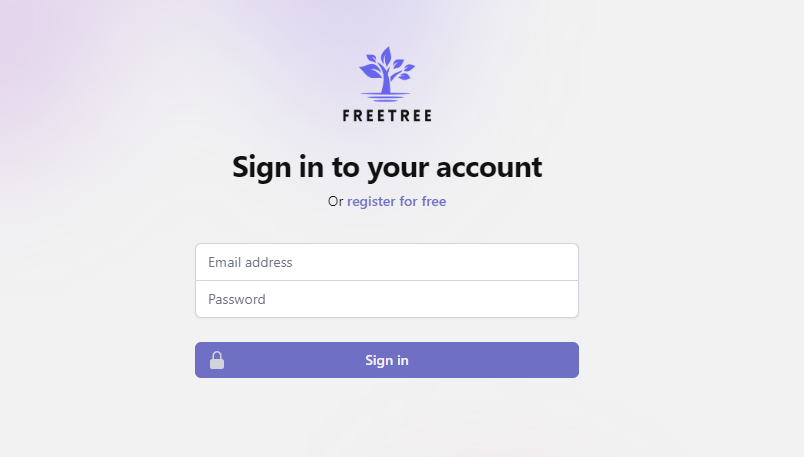 FREETREE
Sign in to your account
Or register for free
Email address
Password
Sign in